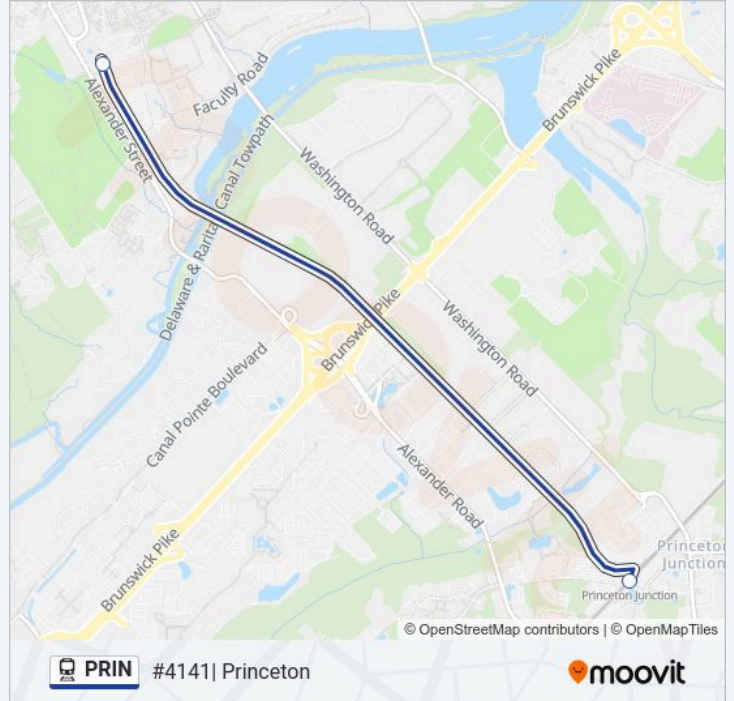 Faculty Road
Brunswick Pike
Alexander Street
Delaware & Raritan Canal Towpath
Washington Road
Brunswick Pike
Washington Road
Canal Pointe Boulevard
Alexander Road
Brunswick Pike
Princeton
Junction
Princeton Junction
© OpenStreetMap contributors | © OpenMapTiles
PRIN #4141| Princeton
moovit